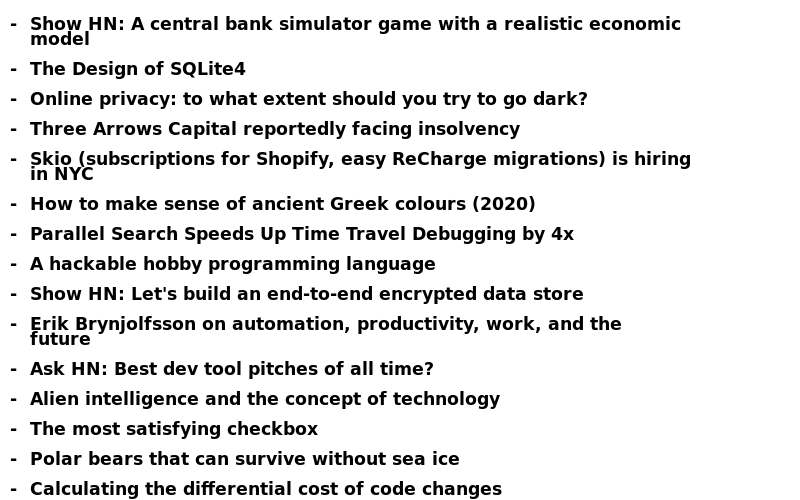 - Show HN: A central bank simulator game with a realistic economic
model
- The Design of SQLite4
- Online privacy: to what extent should you try to go dark?
- Three Arrows Capital reportedly facing insolvency
- Skio (subscriptions for Shopify, easy ReCharge migrations) is hiring
in NYC
- How to make sense of ancient Greek colours (2020)
- Parallel Search Speeds Up Time Travel Debugging by 4x
- A hackable hobby programming language
- Show HN: Let's build an end-to-end encrypted data store
- Erik Brynjolfsson on automation, productivity, work, and the
future
- Ask HN: Best dev tool pitches of all time?
- Alien intelligence and the concept of technology
- The most satisfying checkbox
- Polar bears that can survive without sea ice
- Calculating the differential cost of code changes